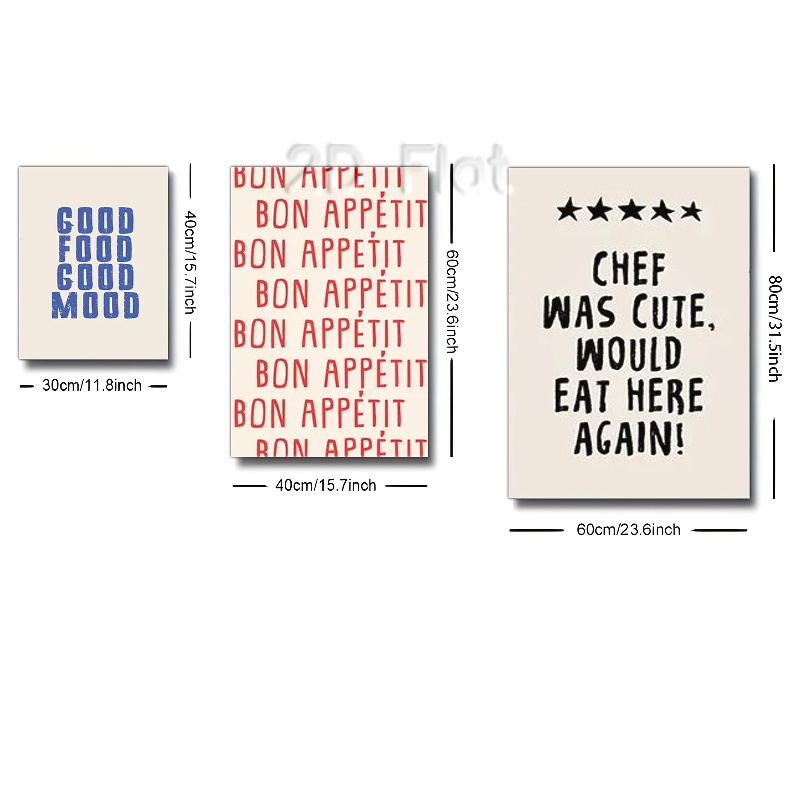 2D Flat
GOOD
FOOD
GOOD
MOOD
40cm/15.7inch
30cm/11.8inch
BON APPÉTIT
BON APPÉTIT
BON APPÉTIT
BON APPÉTIT
BON APPÉTIT
BON APPÉTIT
BON APPÉTIT
BON APPÉTIT
60cm/23.6inch
40cm/15.7inch
★★★★★
CHEF
WAS CUTE,
WOULD
EAT HERE
AGAIN!
80cm/31.5inch
60cm/23.6inch